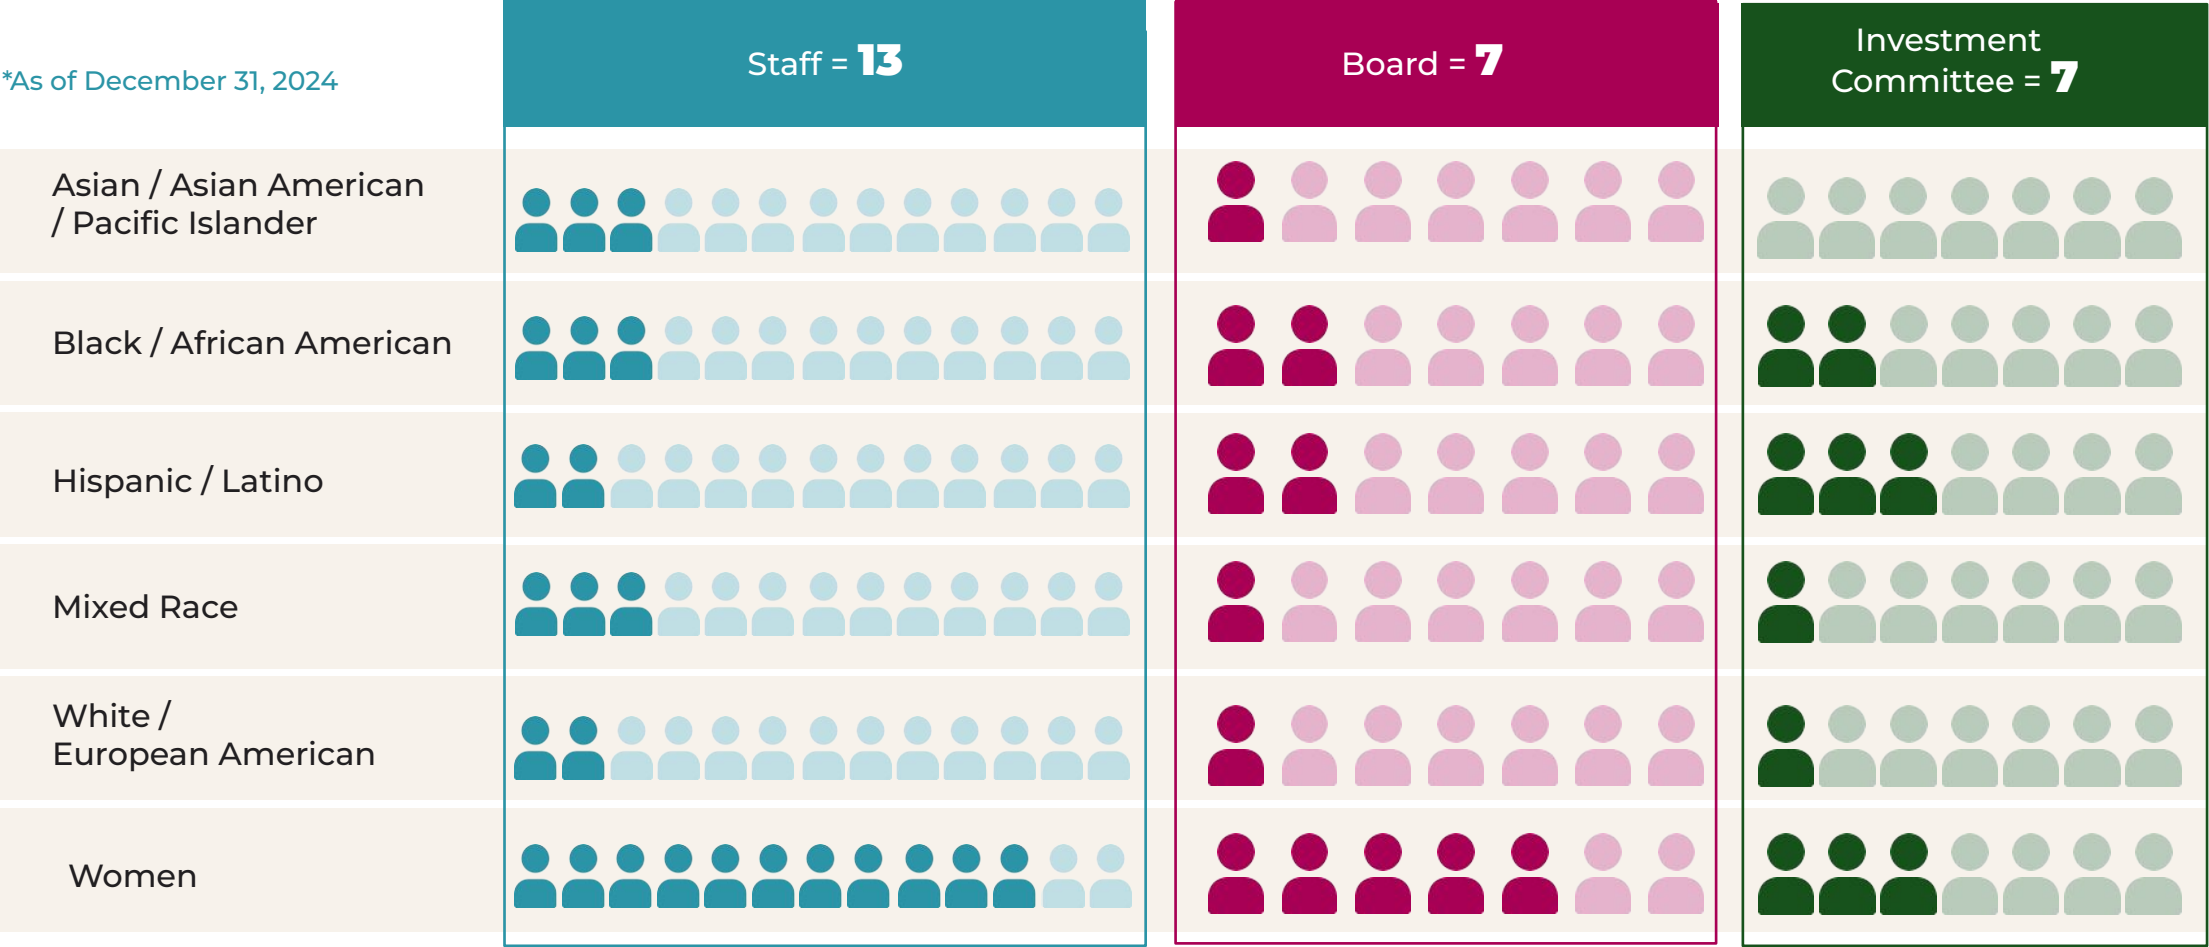 *As of December 31, 2024
Staff = 13
Board = 7
Investment
Committee = 7
Asian / Asian American
/ Pacific Islander
Black / African American
Hispanic / Latino
Mixed Race
White /
European American
Women